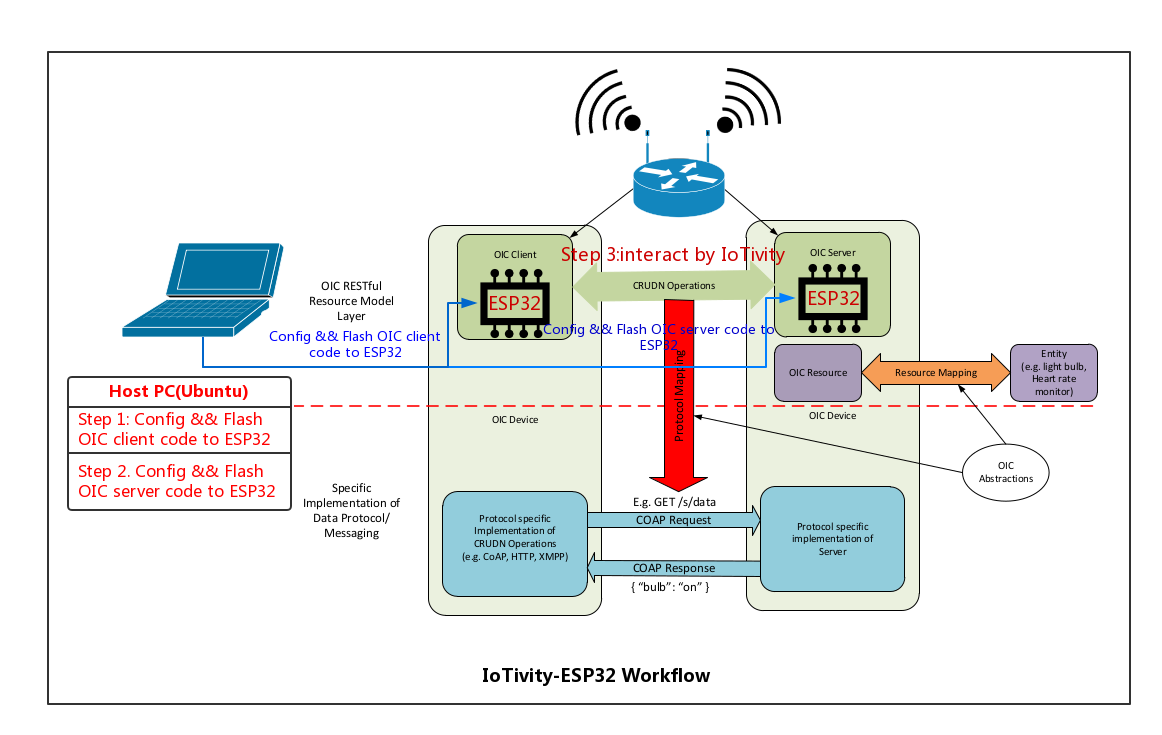 OIC Client
Step 3:interact by IoTivity
OIC Server
CRUDN Operations
ESP32
ESP32
OIC RESTful
Resource Model
Layer
Config && Flash OIC client
code to ESP32
Config && Flash OIC server code to
ESP32
OIC Resource
Resource Mapping
Entity
(e.g. light bulb,
Heart rate
monitor)
Protocol Mapping
Host PC(Ubuntu)
Step 1: Config && Flash
OIC client code to ESP32
Step 2. Config && Flash
OIC server code to ESP32
OIC Device
OIC Device
OIC
Abstractions
Specific
Implementation of
Data Protocol/
Messaging
E.g. GET /s/data
COAP Request
Protocol specific
Implementation of
CRUDN Operations
(e.g. CoAP, HTTP, XMPP)
Protocol specific
implementation of
Server
COAP Response
{ “bulb”: “on” }
IoTivity-ESP32 Workflow